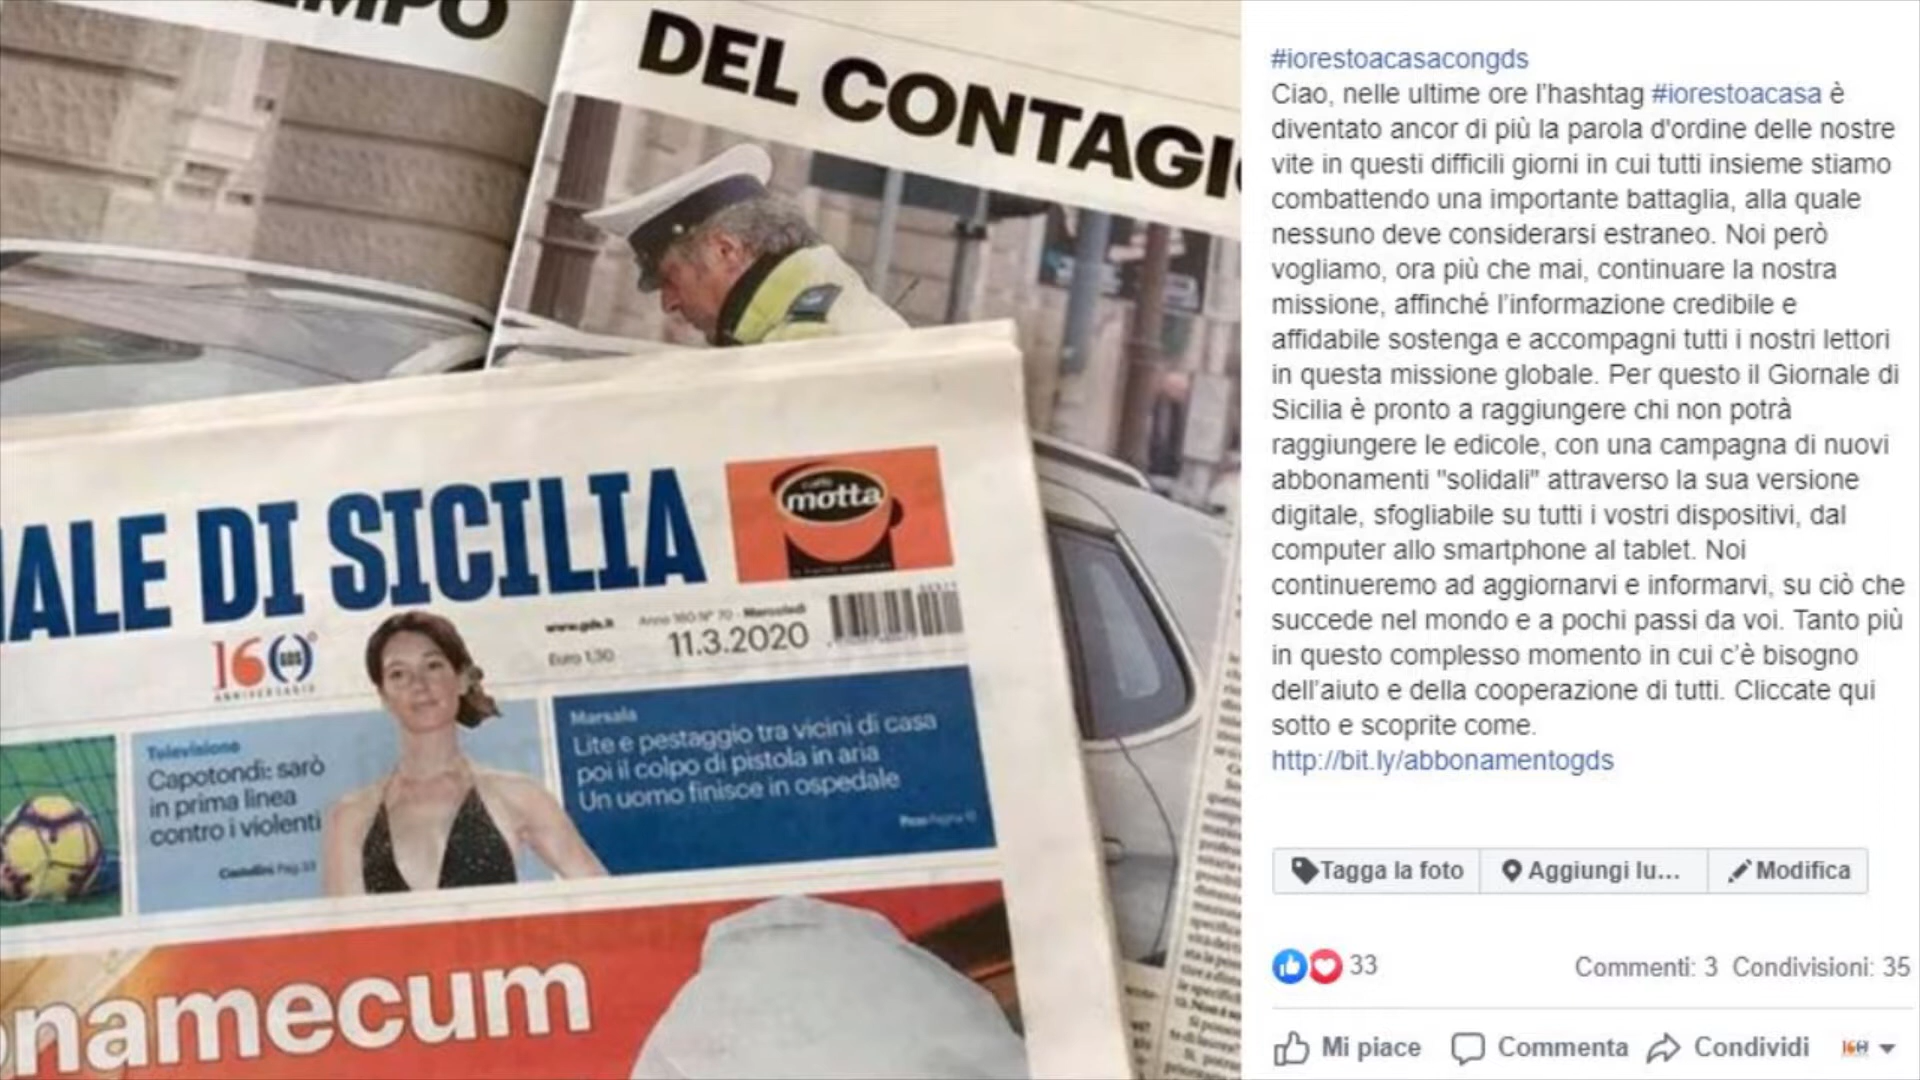 EMPO
DEL CONTAGIO
NALE DI SICILIA
caffè
motta
160 GDS
ANNIVERSARIO
www.gds.it
Anno 160 N° 70 - Mercoledì
Euro 1,30
11.3.2020
Televisione
Capotondi: sarò
in prima linea
contro i violenti
Castellini Pag. 33
Marsala
Lite e pestaggio tra vicini di casa
poi il colpo di pistola in aria
Un uomo finisce in ospedale
onamecum
#iorestoacasacongds
Ciao, nelle ultime ore l'hashtag #iorestoacasa è
diventato ancor di più la parola d'ordine delle nostre
vite in questi difficili giorni in cui tutti insieme stiamo
combattendo una importante battaglia, alla quale
nessuno deve considerarsi estraneo. Noi però
vogliamo, ora più che mai, continuare la nostra
missione, affinché l'informazione credibile e
affidabile sostenga e accompagni tutti i nostri lettori
in questa missione globale. Per questo il Giornale di
Sicilia è pronto a raggiungere chi non potrà
raggiungere le edicole, con una campagna di nuovi
abbonamenti "solidali" attraverso la sua versione
digitale, sfogliabile su tutti i vostri dispositivi, dal
computer allo smartphone al tablet. Noi
continueremo ad aggiornarvi e informarvi, su ciò che
succede nel mondo e a pochi passi da voi. Tanto più
in questo complesso momento in cui c'è bisogno
dell'aiuto e della cooperazione di tutti. Cliccate qui
sotto e scoprite come.
http://bit.ly/abbonamentogds
Tagga la foto
Aggiungi lu...
Modifica
33
Commenti: 3 Condivisioni: 35
Mi piace
Commenta
Condividi
160